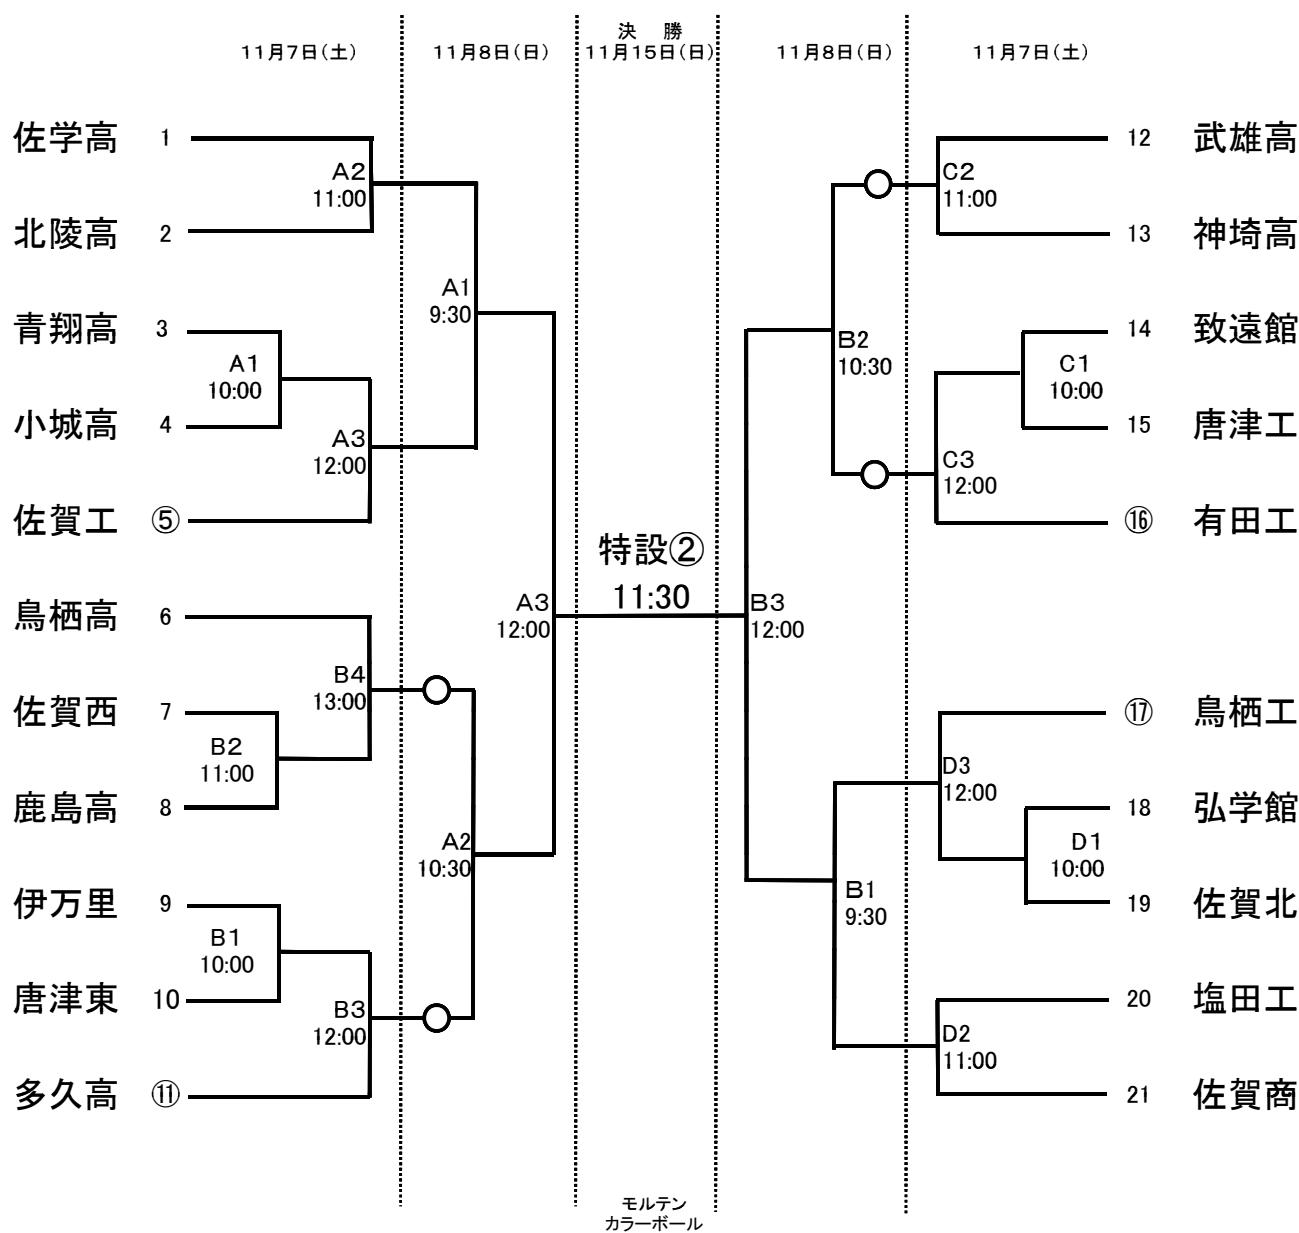 決　勝
11月7日(土)
11月8日(日)
11月15日(日)
11月8日(日)
11月7日(土)
佐学高 1
A2
11:00
北陵高 2
A1
9:30
青翔高 3
A1
10:00
小城高 4
A3
12:00
佐賀工 ⑤
鳥栖高 6
B4
13:00
佐賀西 7
B2
11:00
鹿島高 8
A2
10:30
伊万里 9
B1
10:00
唐津東 10
B3
12:00
多久高 ⑪
A3
12:00
特設②
11:30
B3
12:00
12 武雄高
C2
11:00
13 神埼高
B2
10:30
14 致遠館
C1
10:00
15 唐津工
C3
12:00
⑯ 有田工
⑰ 鳥栖工
D3
12:00
18 弘学館
D1
10:00
19 佐賀北
B1
9:30
20 塩田工
D2
11:00
21 佐賀商
モルテン
カラーボール